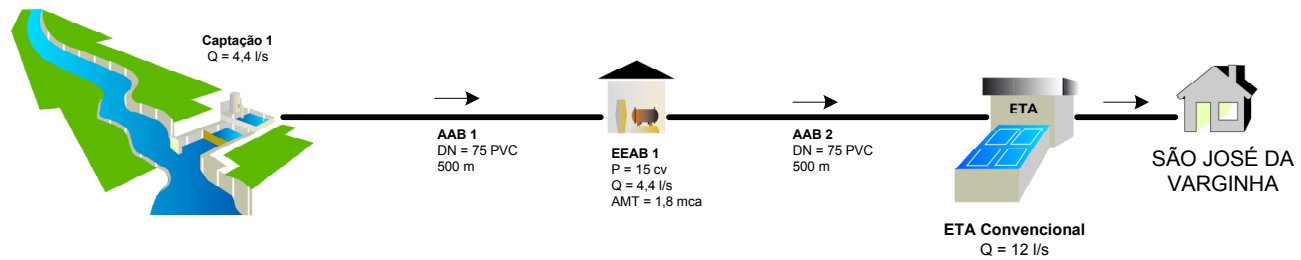 Captação 1
Q = 4,4 l/s
AAB 1
DN = 75 PVC
500 m
EEAB 1
P = 15 cv
Q = 4,4 l/s
AMT = 1,8 mca
AAB 2
DN = 75 PVC
500 m
ETA
ETA Convencional
Q = 12 l/s
SÃO JOSÉ DA
VARGINHA